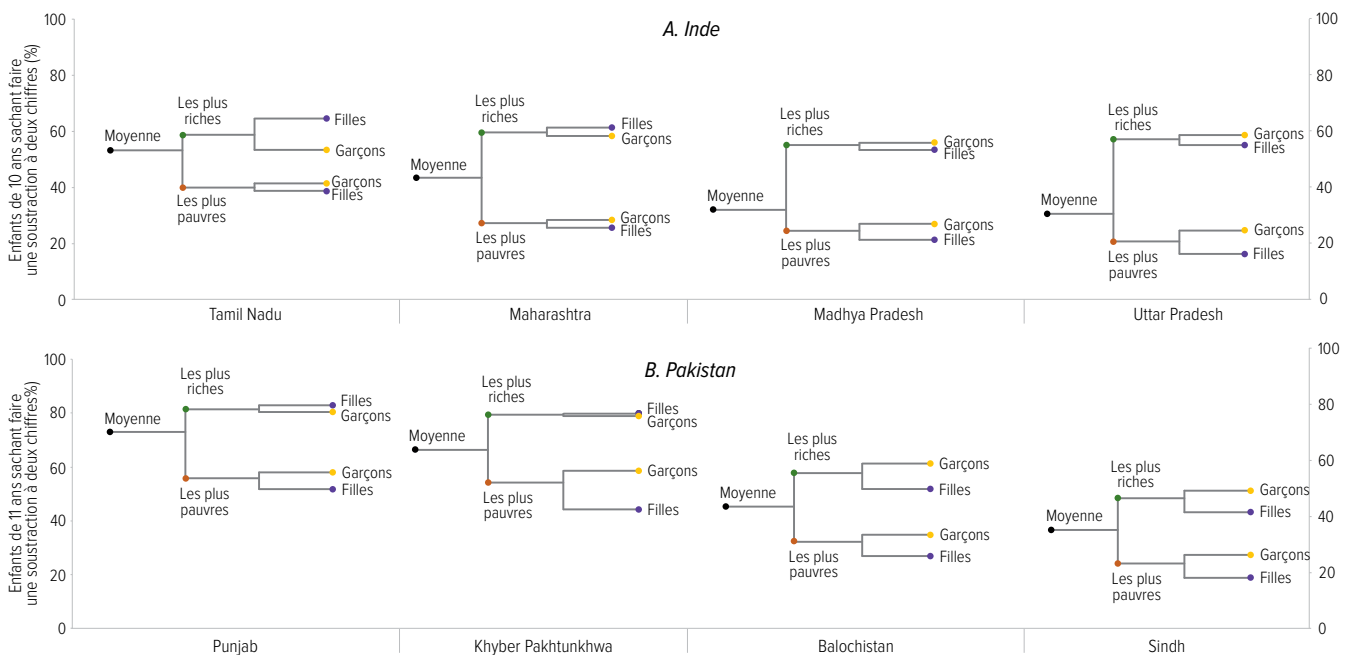 A. Inde
Enfants de 10 ans sachant faire
une soustraction à deux chiffres (%)
100
80
60
40
20
0
Moyenne
Les plus
riches
Filles
Garçons
Garçons
Filles
Les plus
pauvres
Moyenne
Les plus
riches
Filles
Garçons
Garçons
Filles
Les plus
pauvres
Moyenne
Les plus
riches
Garçons
Filles
Garçons
Filles
Les plus
pauvres
Moyenne
Les plus
riches
Garçons
Filles
Garçons
Filles
Les plus
pauvres
100
80
60
40
20
0
Tamil Nadu
Maharashtra
Madhya Pradesh
Uttar Pradesh
B. Pakistan
Enfants de 11 ans sachant faire
une soustraction à deux chiffres%)
100
80
60
40
20
0
Moyenne
Les plus
riches
Filles
Garçons
Garçons
Filles
Les plus
pauvres
Moyenne
Les plus
riches
Filles
Garçons
Garçons
Filles
Les plus
pauvres
Moyenne
Les plus
riches
Garçons
Filles
Garçons
Filles
Les plus
pauvres
Moyenne
Les plus
riches
Garçons
Filles
Garçons
Filles
Les plus
pauvres
100
80
60
40
20
0
Punjab
Khyber Pakhtunkhwa
Balochistan
Sindh